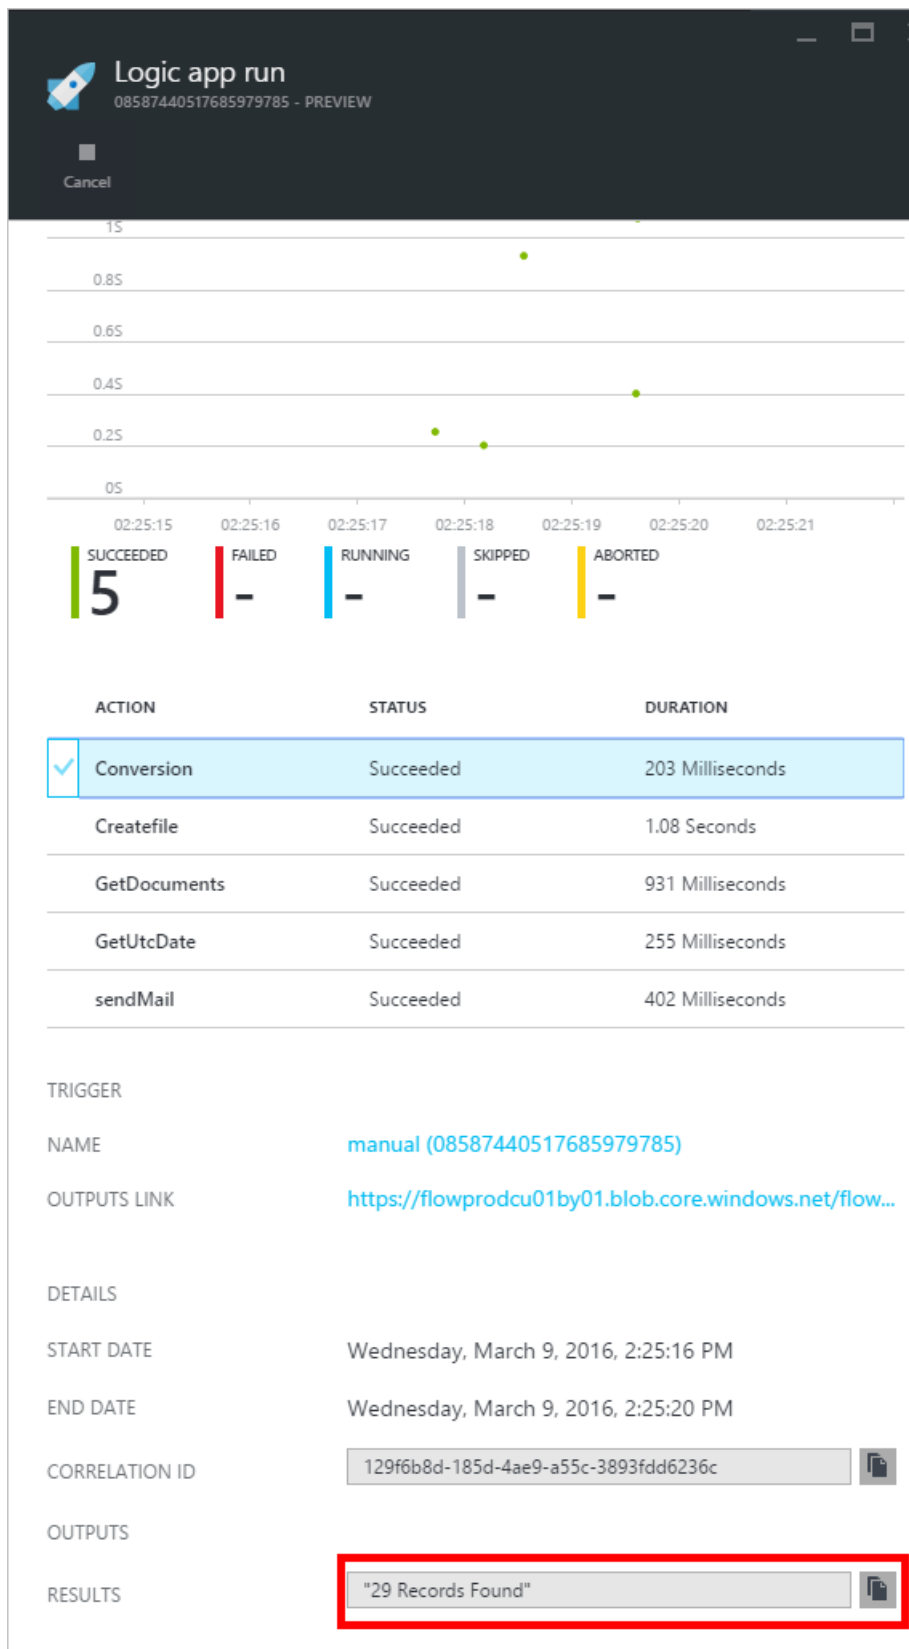 Logic app run
08587440517685979785 - PREVIEW
Cancel
1S
0.8S
0.6S
0.4S
0.2S
0S
02:25:15 02:25:16 02:25:17 02:25:18 02:25:19 02:25:20 02:25:21
SUCCEEDED FAILED RUNNING SKIPPED ABORTED
5 - - - -
ACTION STATUS DURATION
Conversion Succeeded 203 Milliseconds
Createfile Succeeded 1.08 Seconds
GetDocuments Succeeded 931 Milliseconds
GetUtcDate Succeeded 255 Milliseconds
sendMail Succeeded 402 Milliseconds
TRIGGER
NAME manual (08587440517685979785)
OUTPUTS LINK https://flowprodcu01by01.blob.core.windows.net/flow...
DETAILS
START DATE Wednesday, March 9, 2016, 2:25:16 PM
END DATE Wednesday, March 9, 2016, 2:25:20 PM
CORRELATION ID 129f6b8d-185d-4ae9-a55c-3893fdd6236c
OUTPUTS
RESULTS "29 Records Found"